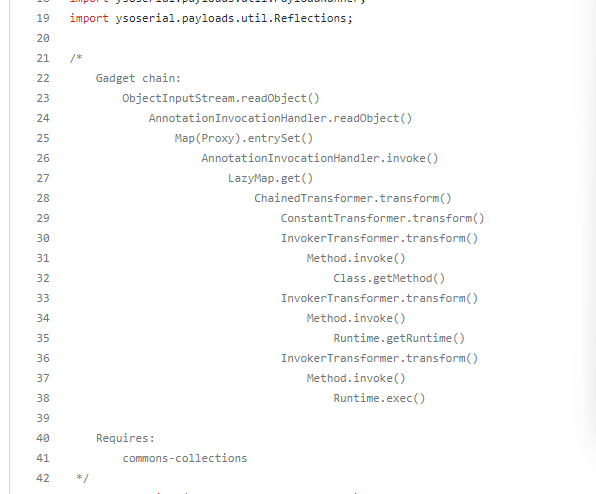 18 import ysoserial.payloads.util.PayloadRunner;
19 import ysoserial.payloads.util.Reflections;
20
21 /*
22 Gadget chain:
23 ObjectInputStream.readObject()
24 AnnotationInvocationHandler.readObject()
25 Map(Proxy).entrySet()
26 AnnotationInvocationHandler.invoke()
27 LazyMap.get()
28 ChainedTransformer.transform()
29 ConstantTransformer.transform()
30 InvokerTransformer.transform()
31 Method.invoke()
32 Class.getMethod()
33 InvokerTransformer.transform()
34 Method.invoke()
35 Runtime.getRuntime()
36 InvokerTransformer.transform()
37 Method.invoke()
38 Runtime.exec()
39
40 Requires:
41 commons-collections
42 */